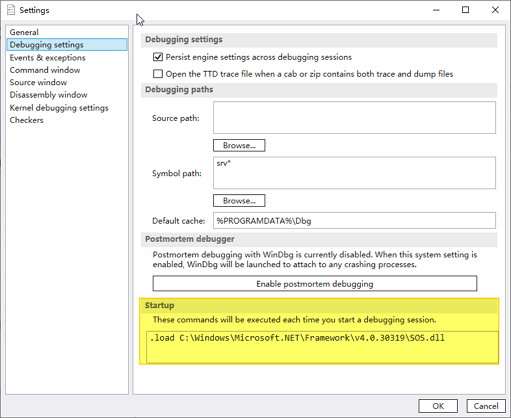 Settings
General
Debugging settings
Events & exceptions
Command window
Source window
Disassembly window
Kernel debugging settings
Checkers
Debugging settings
Persist engine settings across debugging sessions
Open the TTD trace file when a cab or zip contains both trace and dump files
Debugging paths
Source path:
Browse...
Symbol path:
srv*
Browse...
Default cache:
%PROGRAMDATA%\Dbg
Postmortem debugger
Postmortem debugging with WinDbg is currently disabled. When this system setting is
enabled, WinDbg will be launched to attach to any crashing processes.
Enable postmortem debugging
Startup
These commands will be executed each time you start a debugging session.
.load C:\Windows\Microsoft.NET\Framework\v4.0.30319\SOS.dll
OK
Cancel